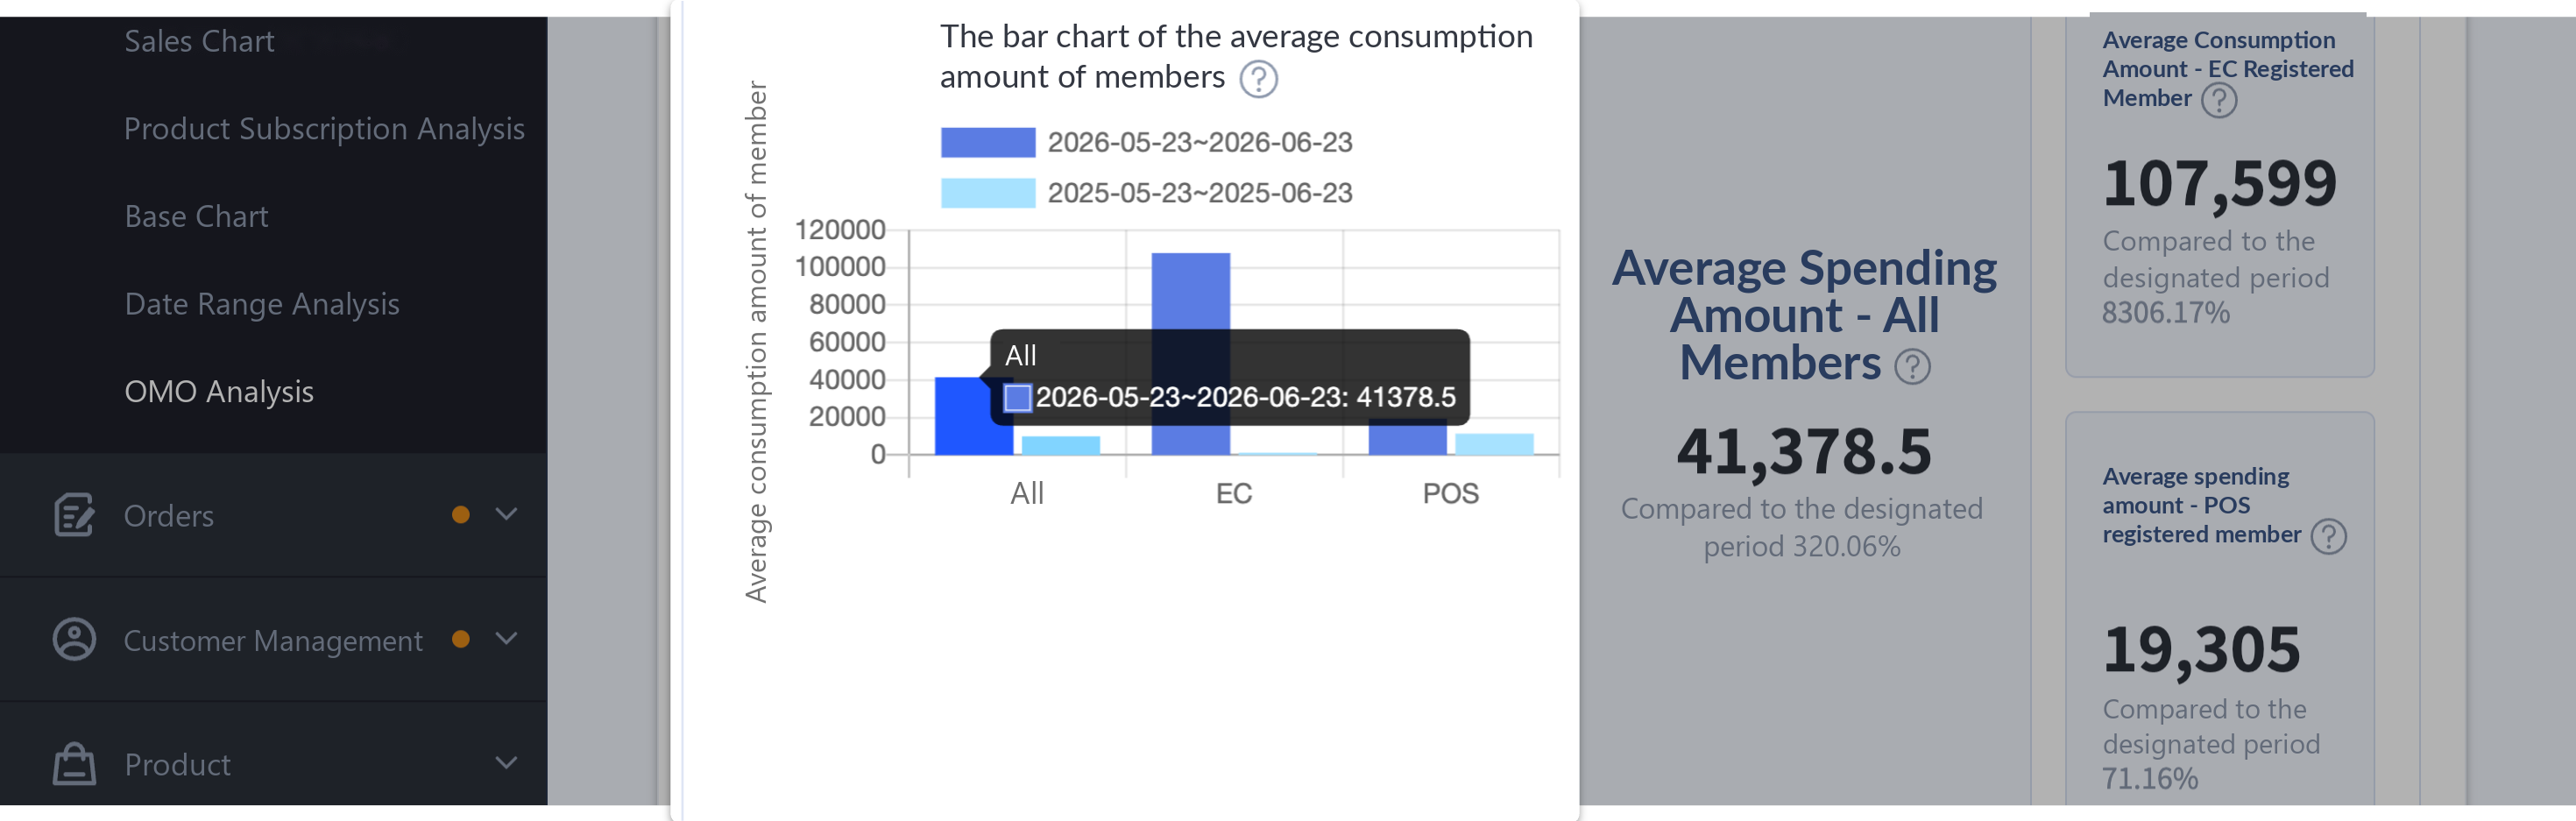 Sales Chart
Product Subscription Analysis
Base Chart
Date Range Analysis
OMO Analysis
Orders
Customer Management
Product
The bar chart of the average consumption
amount of members ?
2026-05-23~2026-06-23
2025-05-23~2025-06-23
Average consumption amount of member
120000
100000
80000
60000
40000
20000
0
All
2026-05-23~2026-06-23: 41378.5
All
EC
POS
Average Spending
Amount - All
Members ?
41,378.5
Compared to the designated
period 320.06%
Average Consumption
Amount - EC Registered
Member ?
107,599
Compared to the
designated period
8306.17%
Average spending
amount - POS
registered member ?
19,305
Compared to the
designated period
71.16%